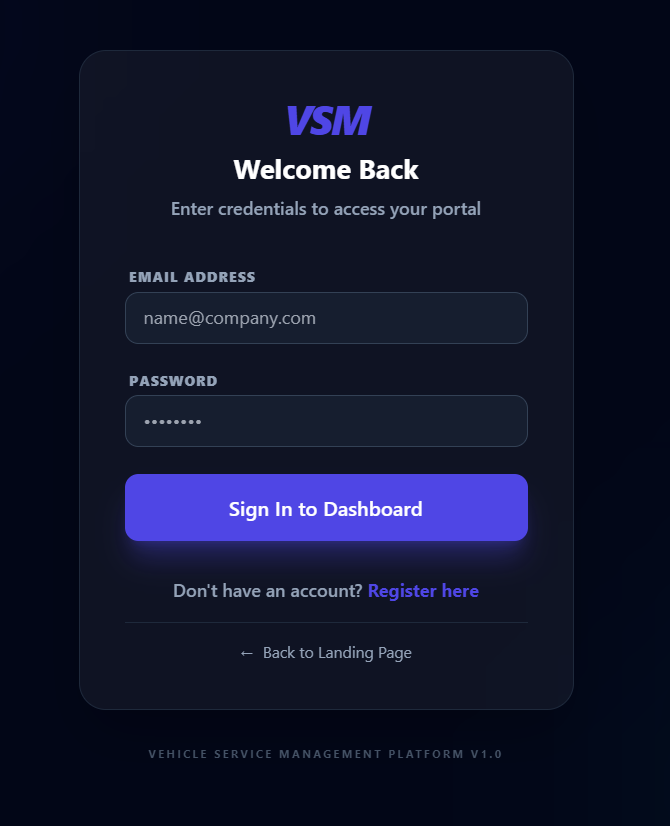 VSM
Welcome Back
Enter credentials to access your portal
EMAIL ADDRESS
name@company.com
PASSWORD
••••••••
Sign In to Dashboard
Don't have an account? Register here
← Back to Landing Page
VEHICLE SERVICE MANAGEMENT PLATFORM V1.0